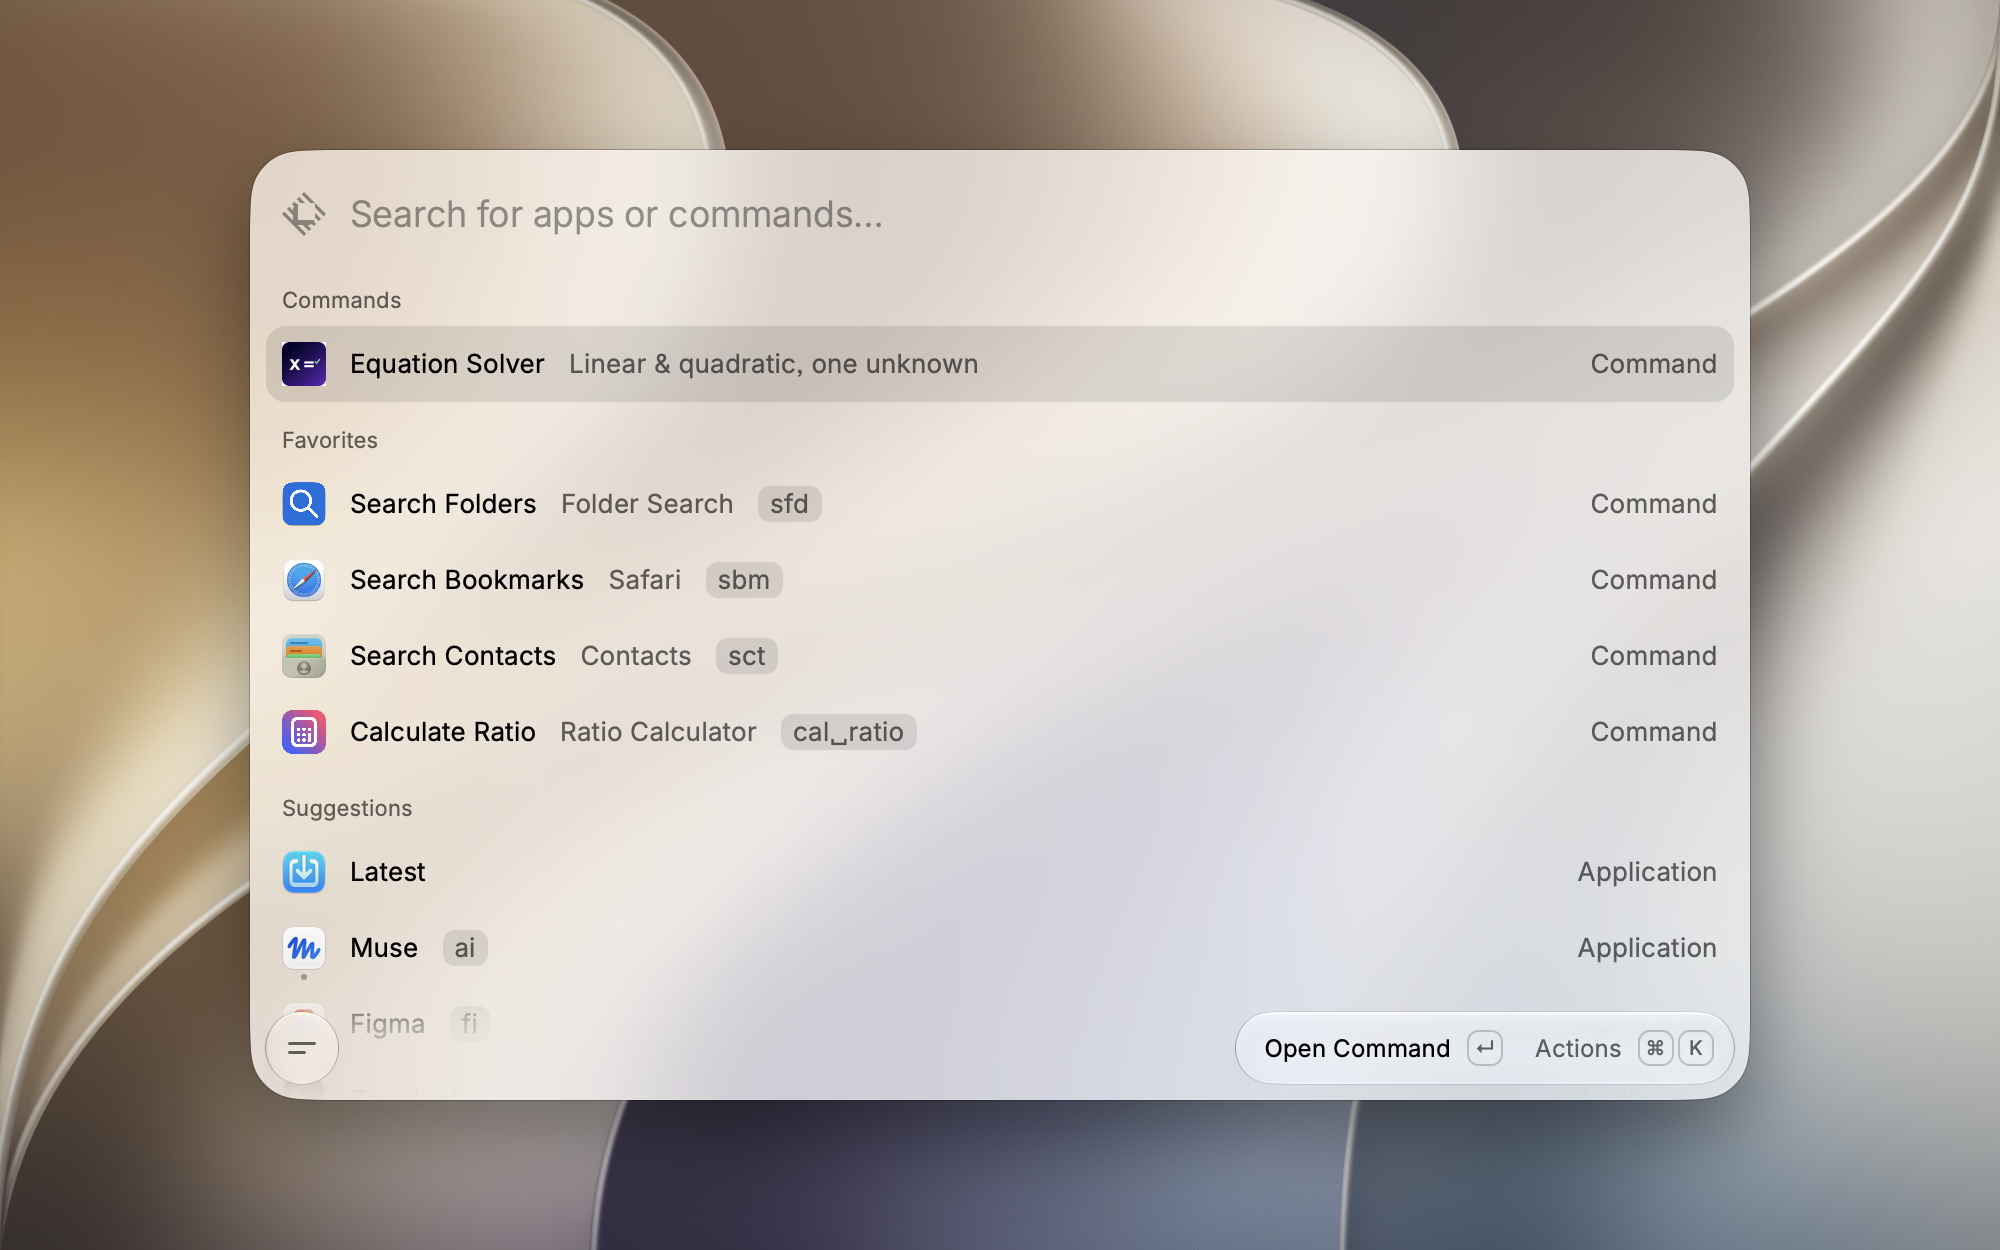 Search for apps or commands...
Commands
x = Equation Solver Linear & quadratic, one unknown Command
Favorites
Search Folders Folder Search sfd Command
Search Bookmarks Safari sbm Command
Search Contacts Contacts sct Command
Calculate Ratio Ratio Calculator cal␣ratio Command
Suggestions
Latest Application
Muse ai Application
Figma fi
Open Command ↵ Actions ⌘ K